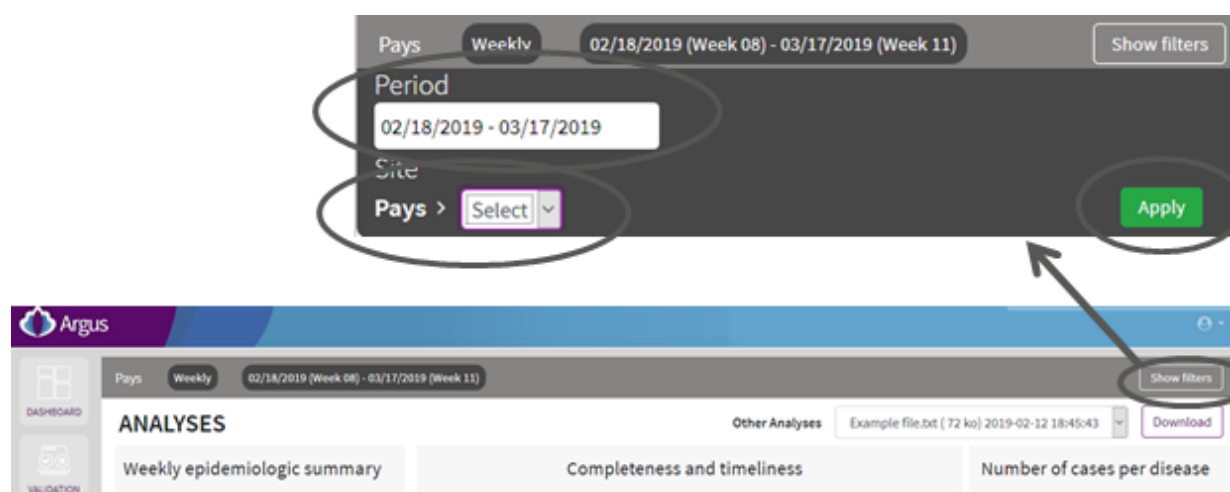 Pays Weekly 02/18/2019 (Week 08) - 03/17/2019 (Week 11) Show filters
Period
02/18/2019 - 03/17/2019
Site
Pays > Select Apply
Argus
Pays Weekly 02/18/2019 (Week 08) - 03/17/2019 (Week 11) Show filters
DASHBOARD
ANALYSES Other Analyses Example file.txt ( 72 ko) 2019-02-12 18:45:43 Download
Weekly epidemiologic summary Completeness and timeliness Number of cases per disease
VALIDATION